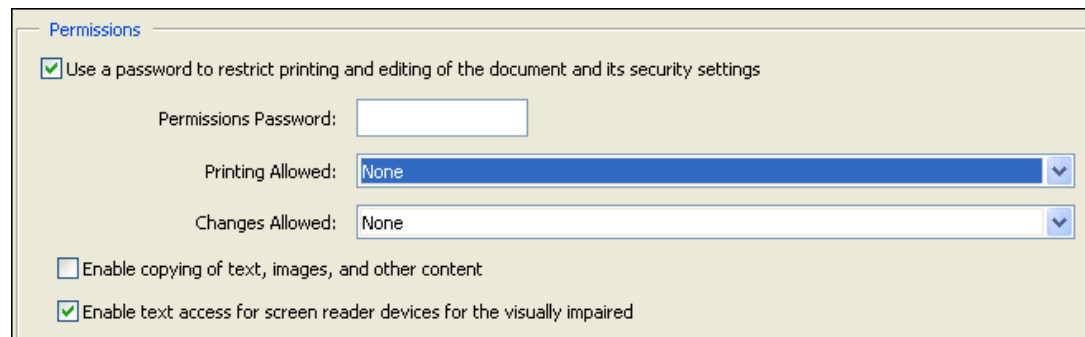 Permissions
Use a password to restrict printing and editing of the document and its security settings
Permissions Password:
Printing Allowed: None
Changes Allowed: None
Enable copying of text, images, and other content
Enable text access for screen reader devices for the visually impaired